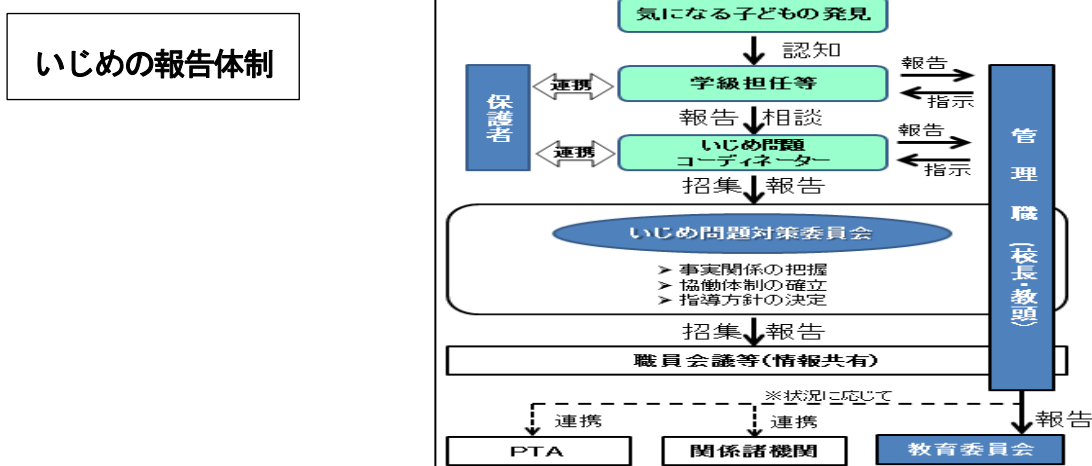 いじめの報告体制
気になる子どもの発見
認知
学級担任等
報告
指示
連携
保護者
報告 相談
いじめ問題
コーディネーター
報告
指示
連携
管理職(校長・教頭)
招集 報告
いじめ問題対策委員会
➢ 事実関係の把握
➢ 協働体制の確立
➢ 指導方針の決定
招集 報告
職員会議等(情報共有)
※状況に応じて
連携
連携
報告
PTA
関係諸機関
教育委員会